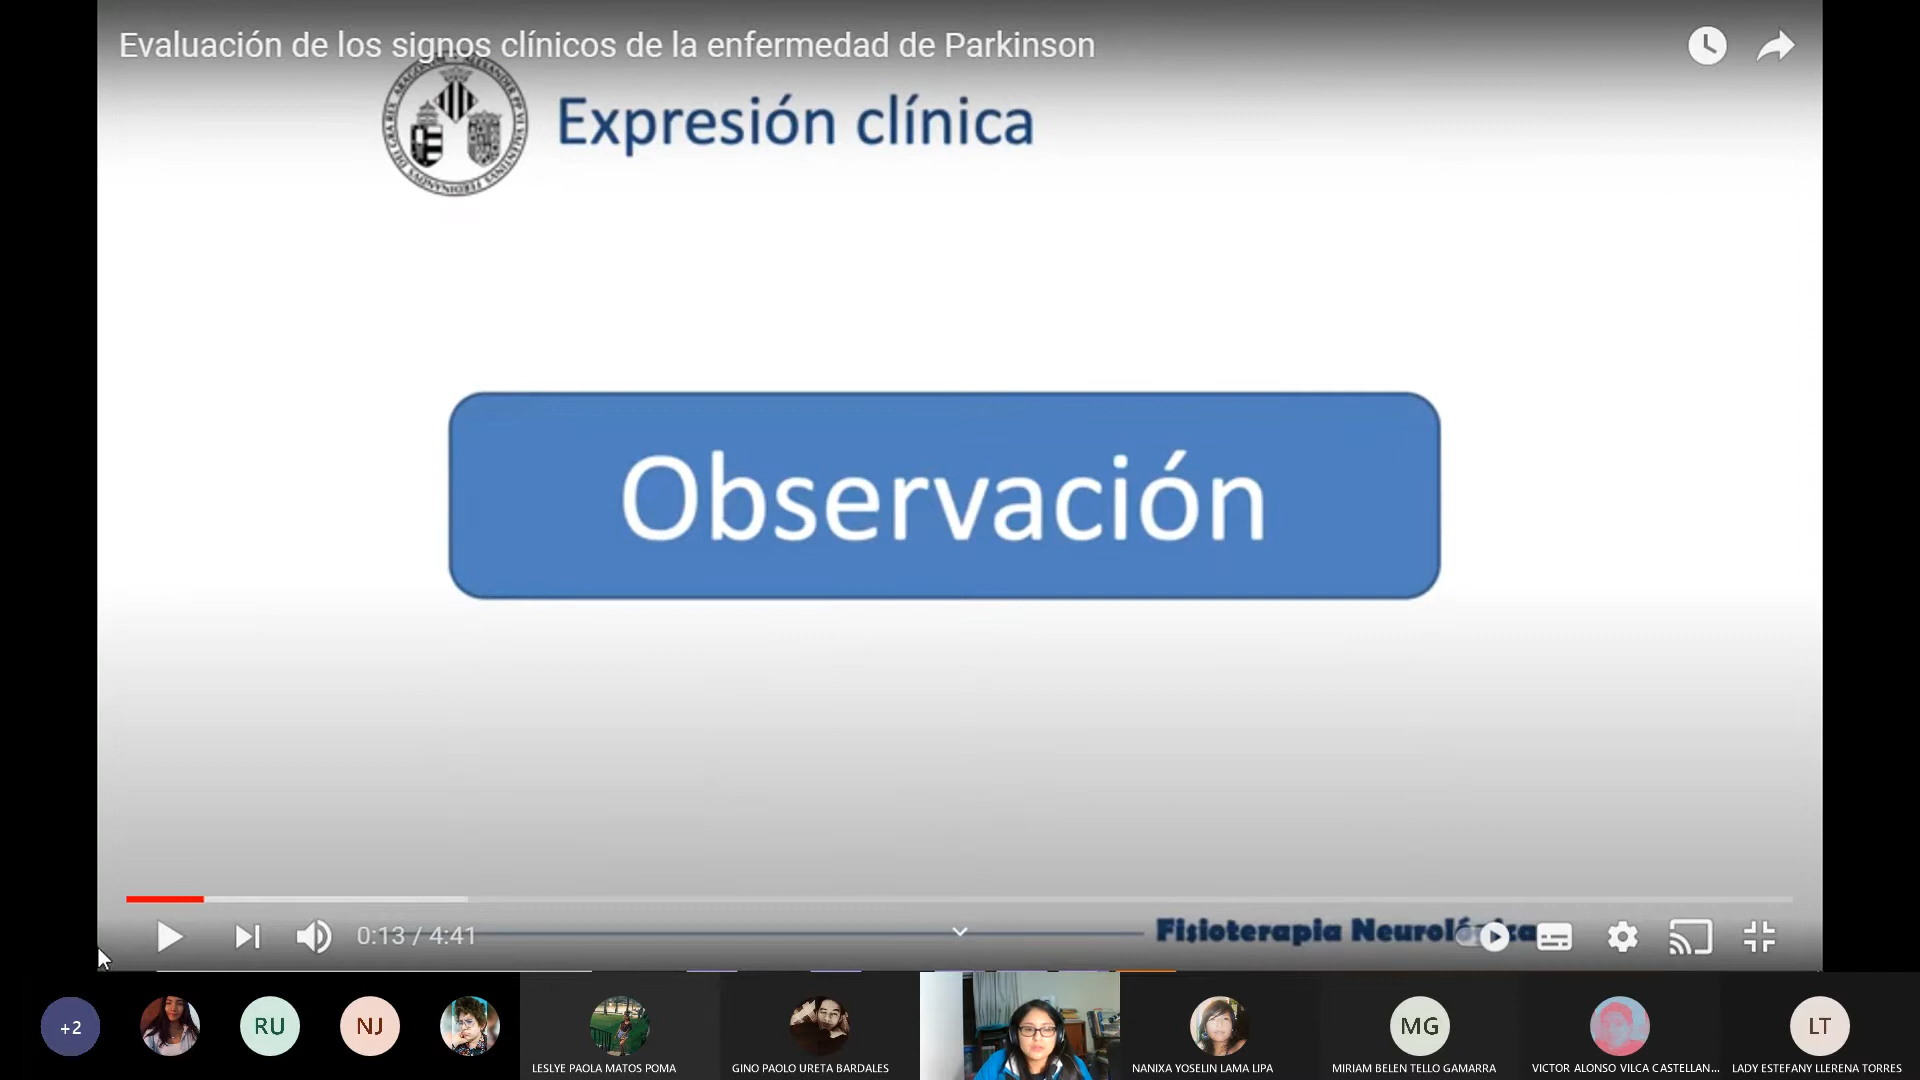 Evaluación de los signos clínicos de la enfermedad de Parkinson
Expresión clínica
Observación
0:13 / 4:41
Fisioterapia
+2
RU
NJ
MG
LT
LESLYE PAOLA MATOS POMA
GINO PAOLO URETA BARDALES
NANIXA YOSELIN LAMA LIPA
MIRIAM BELEN TELLO GAMARRA
VICTOR ALONSO VILCA CASTELLAN...
LADY ESTEFANY LLERENA TORRES